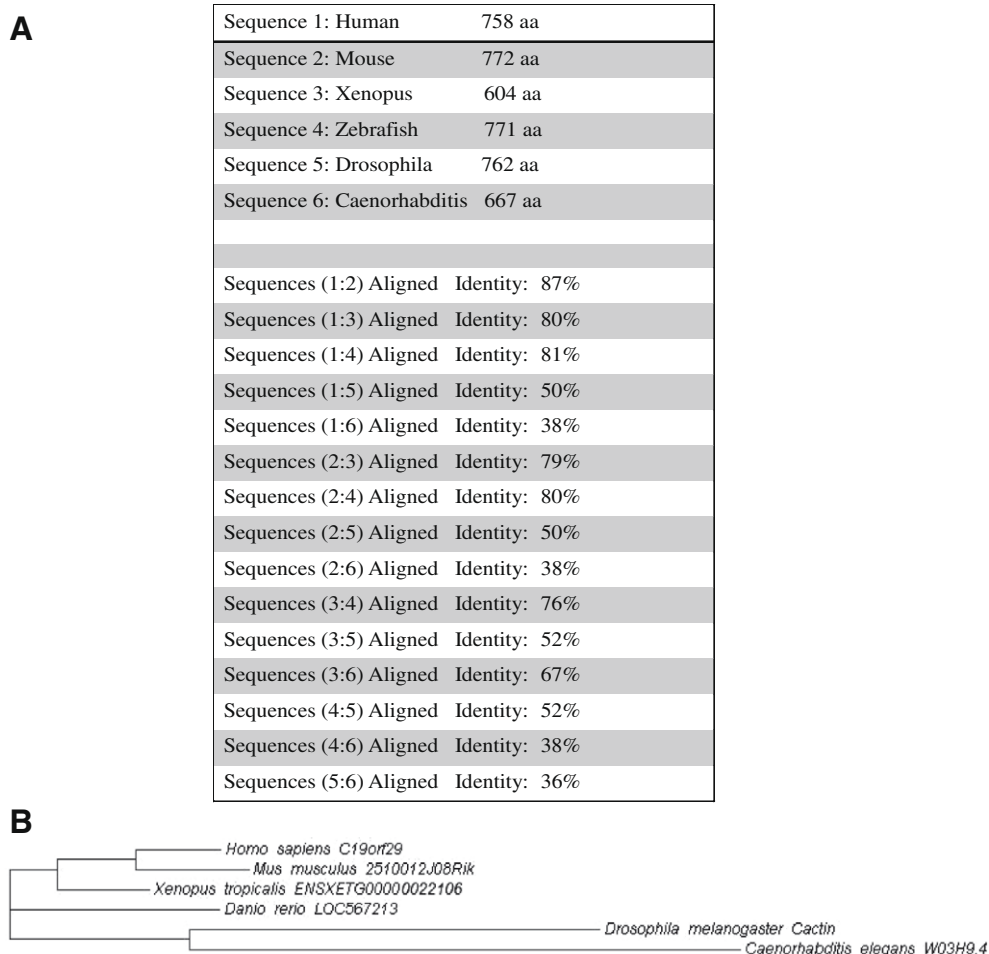 A
Sequence 1: Human 758 aa
Sequence 2: Mouse 772 aa
Sequence 3: Xenopus 604 aa
Sequence 4: Zebrafish 771 aa
Sequence 5: Drosophila 762 aa
Sequence 6: Caenorhabditis 667 aa
Sequences (1:2) Aligned Identity: 87%
Sequences (1:3) Aligned Identity: 80%
Sequences (1:4) Aligned Identity: 81%
Sequences (1:5) Aligned Identity: 50%
Sequences (1:6) Aligned Identity: 38%
Sequences (2:3) Aligned Identity: 79%
Sequences (2:4) Aligned Identity: 80%
Sequences (2:5) Aligned Identity: 50%
Sequences (2:6) Aligned Identity: 38%
Sequences (3:4) Aligned Identity: 76%
Sequences (3:5) Aligned Identity: 52%
Sequences (3:6) Aligned Identity: 67%
Sequences (4:5) Aligned Identity: 52%
Sequences (4:6) Aligned Identity: 38%
Sequences (5:6) Aligned Identity: 36%
B
Homo sapiens C19orf29
Mus musculus 2510012J08Rik
Xenopus tropicalis ENSXETG00000022106
Danio rerio LOC567213
Drosophila melanogaster Cactin
Caenorhabditis elegans W03H9.4